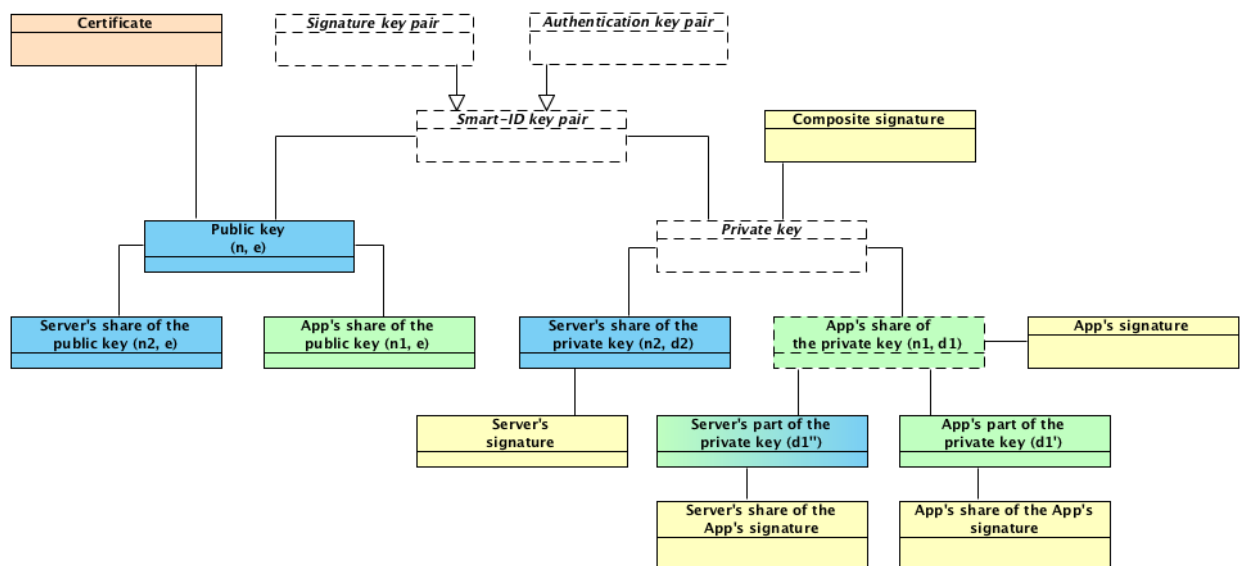 Certificate
Signature key pair
Authentication key pair
Smart-ID key pair
Composite signature
Public key
(n, e)
Private key
Server's share of the
public key (n2, e)
App's share of the
public key (n1, e)
Server's share of the
private key (n2, d2)
App's share of
the private key (n1, d1)
App's signature
Server's
signature
Server's part of the
private key (d1'')
App's part of the
private key (d1')
Server's share of the
App's signature
App's share of the App's
signature